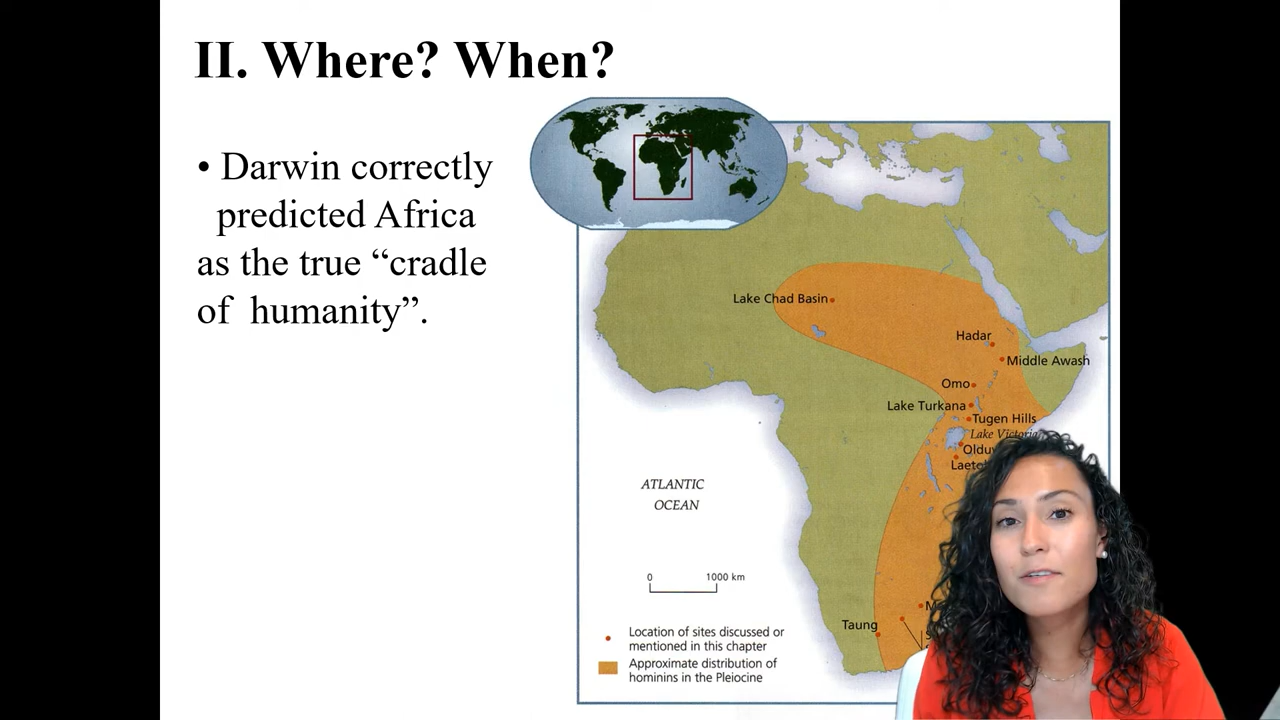 II. Where? When?
• Darwin correctly
predicted Africa
as the true “cradle
of humanity”.
Lake Chad Basin
Hadar
Middle Awash
Omo
Lake Turkana
Tugen Hills
Lake Victoria
ATLANTIC
OCEAN
0 1000 km
Taung
Location of sites discussed or
mentioned in this chapter
Approximate distribution of
hominins in the Pleiocine